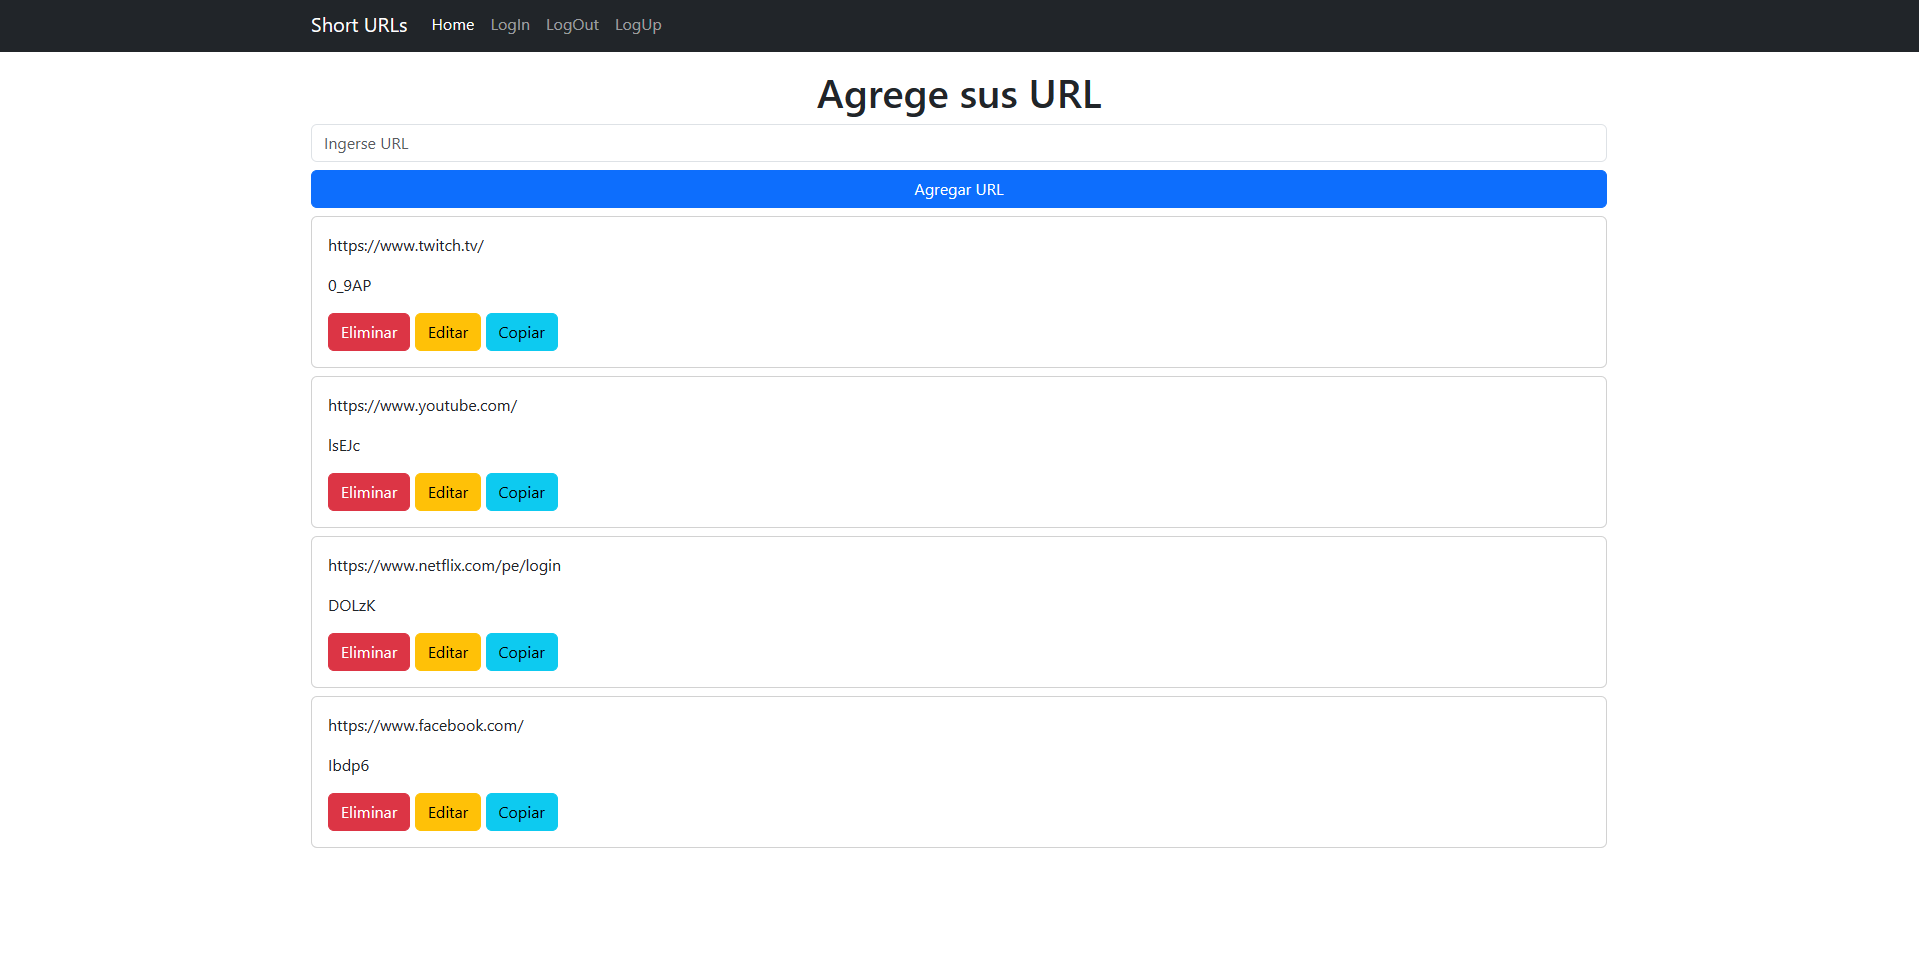 Short URLs Home LogIn LogOut LogUp
Agrege sus URL
Ingerse URL
Agregar URL
https://www.twitch.tv/
0_9AP
Eliminar Editar Copiar
https://www.youtube.com/
lsEJc
Eliminar Editar Copiar
https://www.netflix.com/pe/login
DOLzK
Eliminar Editar Copiar
https://www.facebook.com/
Ibdp6
Eliminar Editar Copiar